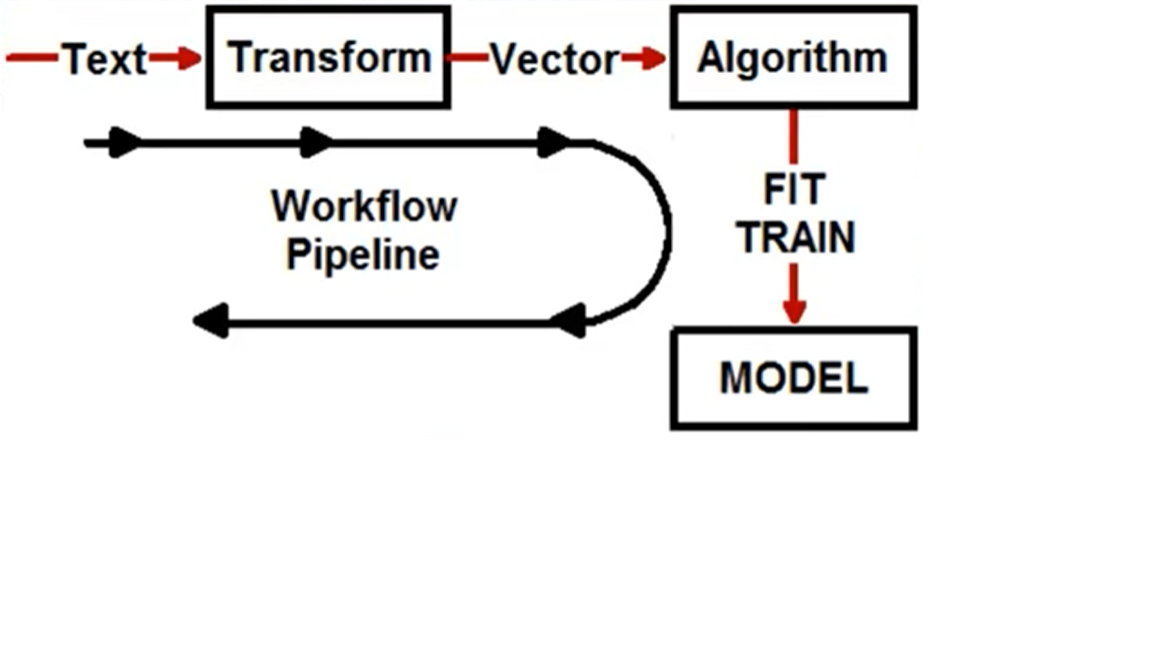 Text Transform Vector Algorithm
FIT
TRAIN
Workflow
Pipeline
MODEL